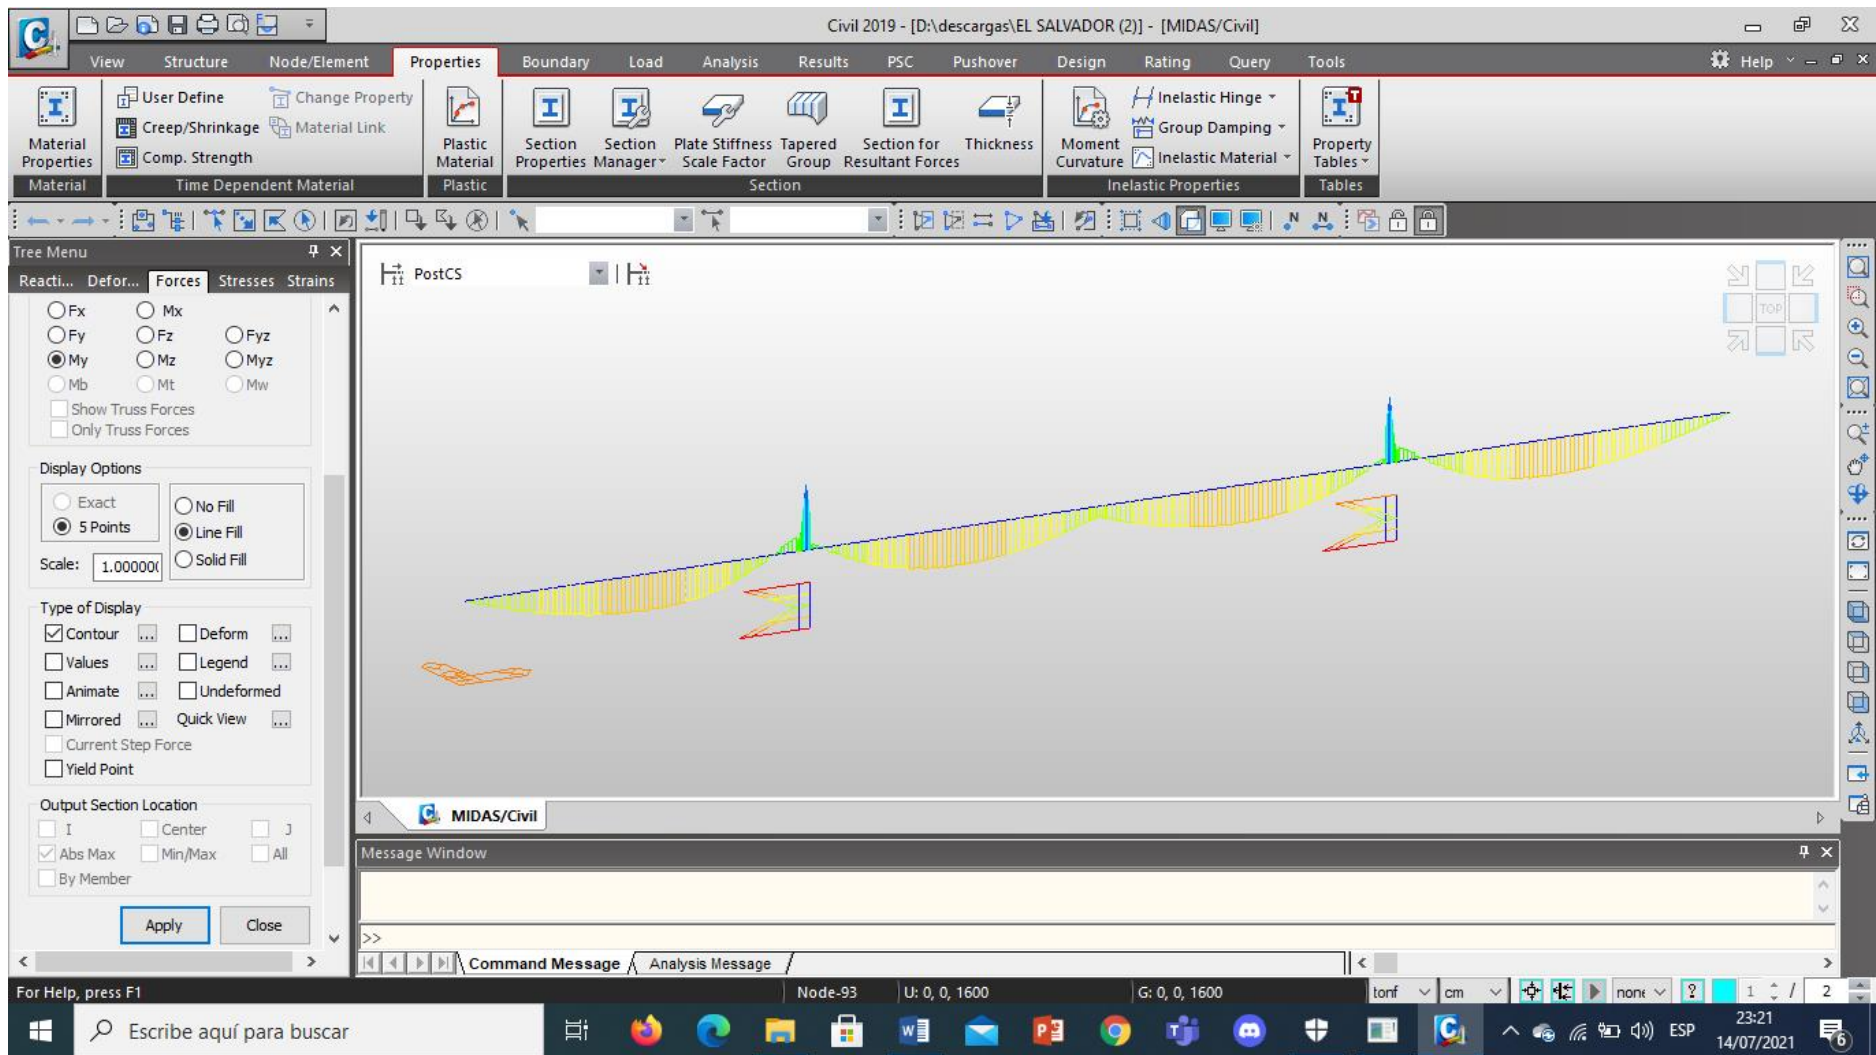 Civil 2019 - [D:\descargas\EL SALVADOR (2)] - [MIDAS/Civil]
View Structure Node/Element Properties Boundary Load Analysis Results PSC Pushover Design Rating Query Tools Help
User Define Change Property Inelastic Hinge
Creep/Shrinkage Material Link Group Damping
Comp. Strength Inelastic Material
Material Properties
Plastic Material
Section Properties
Section Manager
Plate Stiffness Scale Factor
Tapered Group
Section for Resultant Forces
Thickness
Moment Curvature
Property Tables
Material Time Dependent Material Plastic Section Inelastic Properties Tables
Tree Menu
Reacti... Defor... Forces Stresses Strains
PostCS
TOP
Fx Mx
Fy Fz Fyz
My Mz Myz
Mb Mt Mw
Show Truss Forces
Only Truss Forces
Display Options
Exact No Fill
5 Points Line Fill
Scale: 1.00000( Solid Fill
Type of Display
Contour ... Deform ...
Values ... Legend ...
Animate ... Undeformed
Mirrored ... Quick View ...
Current Step Force
Yield Point
Output Section Location
I Center J
Abs Max Min/Max All
By Member
Apply Close
MIDAS/Civil
Message Window
>>
Command Message Analysis Message
For Help, press F1 Node-93 U: 0, 0, 1600 G: 0, 0, 1600 tonf cm none ? 1 / 2
Escribe aquí para buscar
ESP
23:21
14/07/2021
6